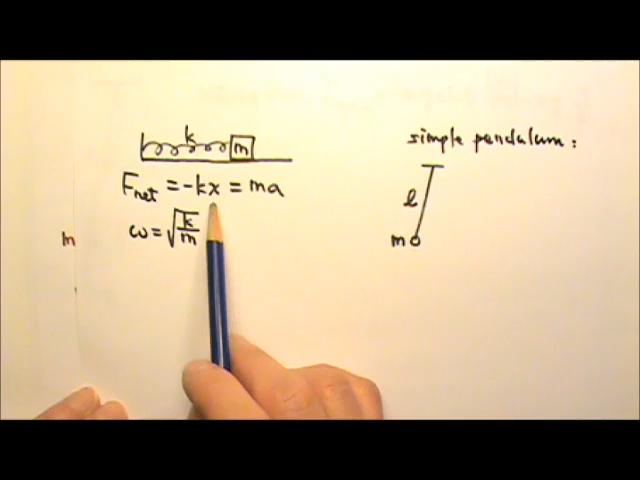 k
m
F_net = -kx = ma
ω = √(k/m)
m
simple pendulum:
l
m